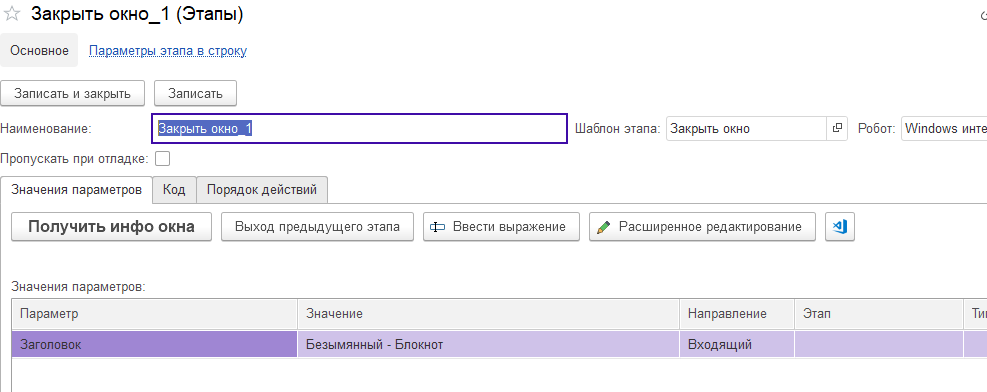 Закрыть окно_1 (Этапы)
Основное Параметры этапа в строку
Записать и закрыть Записать
Наименование: Закрыть окно_1 Шаблон этапа: Закрыть окно Робот: Windows инте
Пропускать при отладке:
Значения параметров Код Порядок действий
Получить инфо окна Выход предыдущего этапа Ввести выражение Расширенное редактирование
Значения параметров:
Параметр Значение Направление Этап Ти
Заголовок Безымянный - Блокнот Входящий